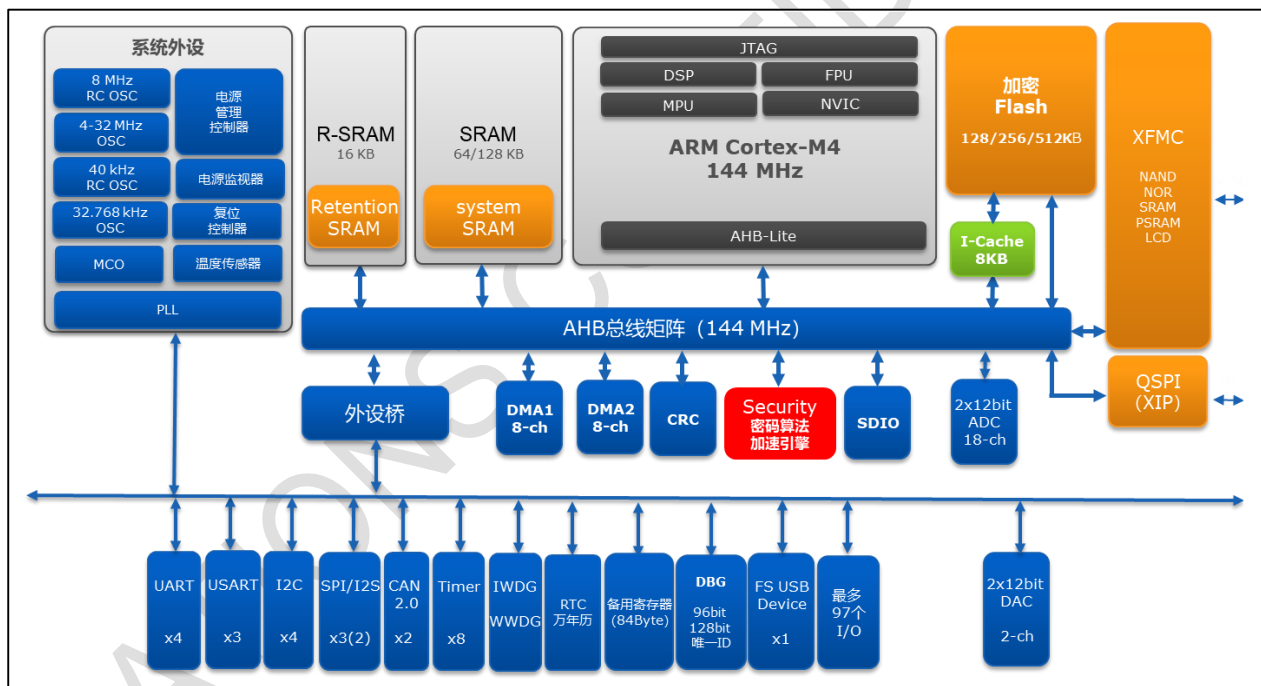 系统外设
8 MHz
RC OSC
电源
管理
控制器
4-32 MHz
OSC
40 kHz
RC OSC
电源监视器
32.768 kHz
OSC
复位
控制器
MCO
温度传感器
PLL
R-SRAM
16 KB
Retention
SRAM
SRAM
64/128 KB
system
SRAM
JTAG
DSP
FPU
MPU
NVIC
ARM Cortex-M4
144 MHz
AHB-Lite
加密
Flash
128/256/512KB
I-Cache
8KB
XFMC
NAND
NOR
SRAM
PSRAM
LCD
AHB总线矩阵（144 MHz）
外设桥
DMA1
8-ch
DMA2
8-ch
CRC
Security
密码算法
加速引擎
SDIO
2x12bit
ADC
18-ch
QSPI
(XIP)
UART
x4
USART
x3
I2C
x4
SPI/I2S
x3(2)
CAN
2.0
x2
Timer
x8
IWDG
WWDG
RTC
万年历
备用寄存器
(84Byte)
DBG
96bit
128bit
唯一ID
FS USB
Device
x1
最多
97个
I/O
2x12bit
DAC
2-ch